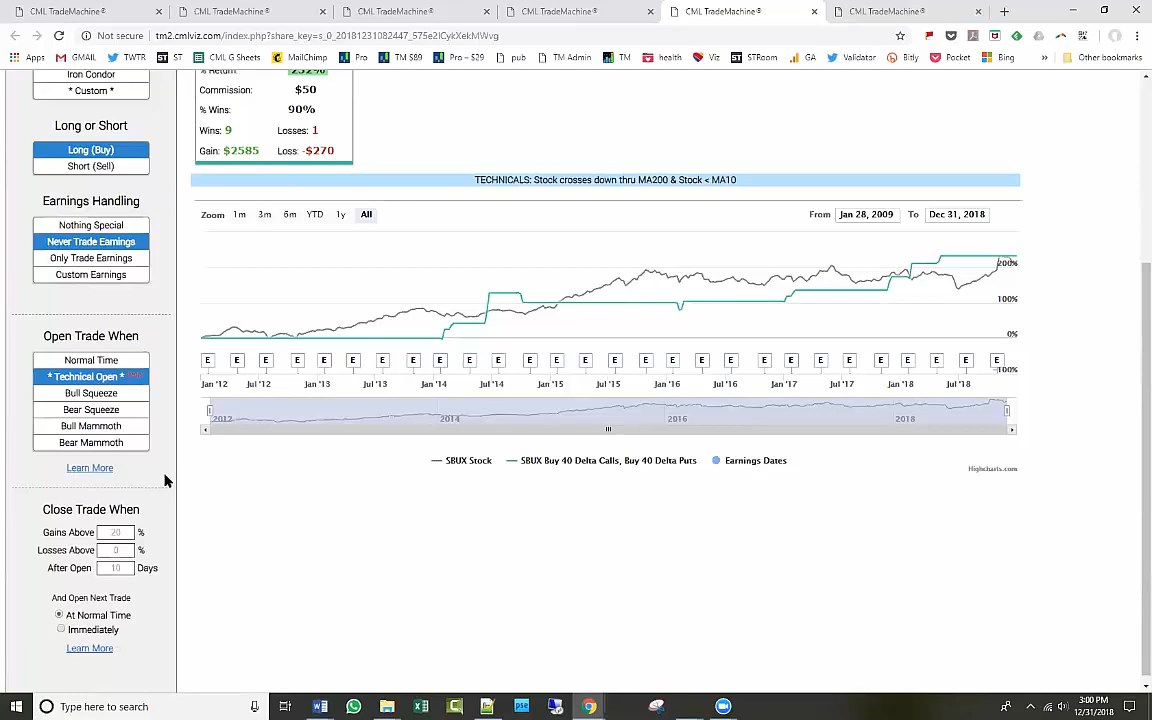 CML TradeMachine® × CML TradeMachine® × CML TradeMachine® × CML TradeMachine® × CML TradeMachine® × CML TradeMachine® ×
Not secure tm2.cmlviz.com/index.php?share_key=s_0_20181231082447_575e2lCykXekMWvg
Apps GMAIL TWTR ST CML G Sheets MailChimp Pro TM $89 Pro – $29 pub TM Admin TM health Viz STRoom GA Validator Bitly Pocket Bing » Other bookmarks
Iron Condor
* Custom *
Long or Short
Long (Buy)
Short (Sell)
Earnings Handling
Nothing Special
Never Trade Earnings
Only Trade Earnings
Custom Earnings
Open Trade When
Normal Time
* Technical Open *
Bull Squeeze
Bear Squeeze
Bull Mammoth
Bear Mammoth
Learn More
Close Trade When
Gains Above 20 %
Losses Above 0 %
After Open 10 Days
And Open Next Trade
At Normal Time
Immediately
Learn More
% Return: 232%
Commission: $50
% Wins: 90%
Wins: 9 Losses: 1
Gain: $2585 Loss: -$270
TECHNICALS: Stock crosses down thru MA200 & Stock < MA10
Zoom 1m 3m 6m YTD 1y All From Jan 28, 2009 To Dec 31, 2018
200%
100%
0%
E E E E E E E E E E E E E E E E E E E E E E E E E E E E
-100%
Jan '12 Jul '12 Jan '13 Jul '13 Jan '14 Jul '14 Jan '15 Jul '15 Jan '16 Jul '16 Jan '17 Jul '17 Jan '18 Jul '18
2012 2014 2016 2018
SBUX Stock SBUX Buy 40 Delta Calls, Buy 40 Delta Puts Earnings Dates
Highcharts.com
Type here to search
3:00 PM
12/31/2018